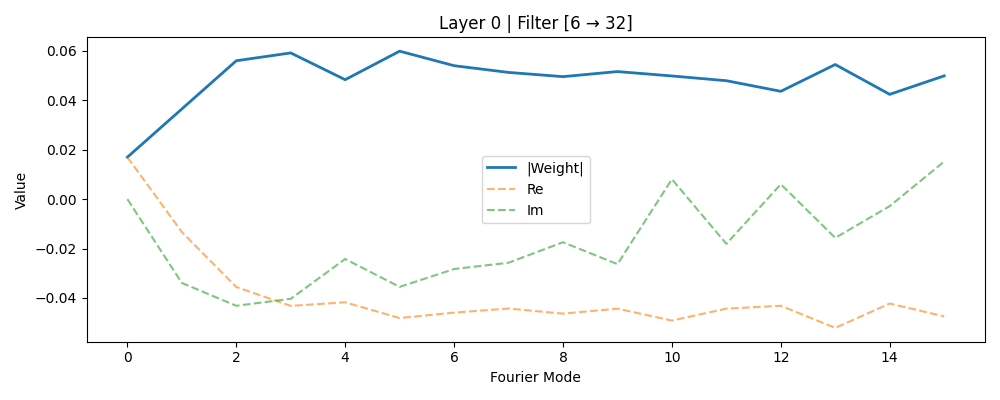 Layer 0 | Filter [6 → 32]
0.06
0.04
0.02
0.00
−0.02
−0.04
Value
|Weight|
Re
Im
0 2 4 6 8 10 12 14
Fourier Mode